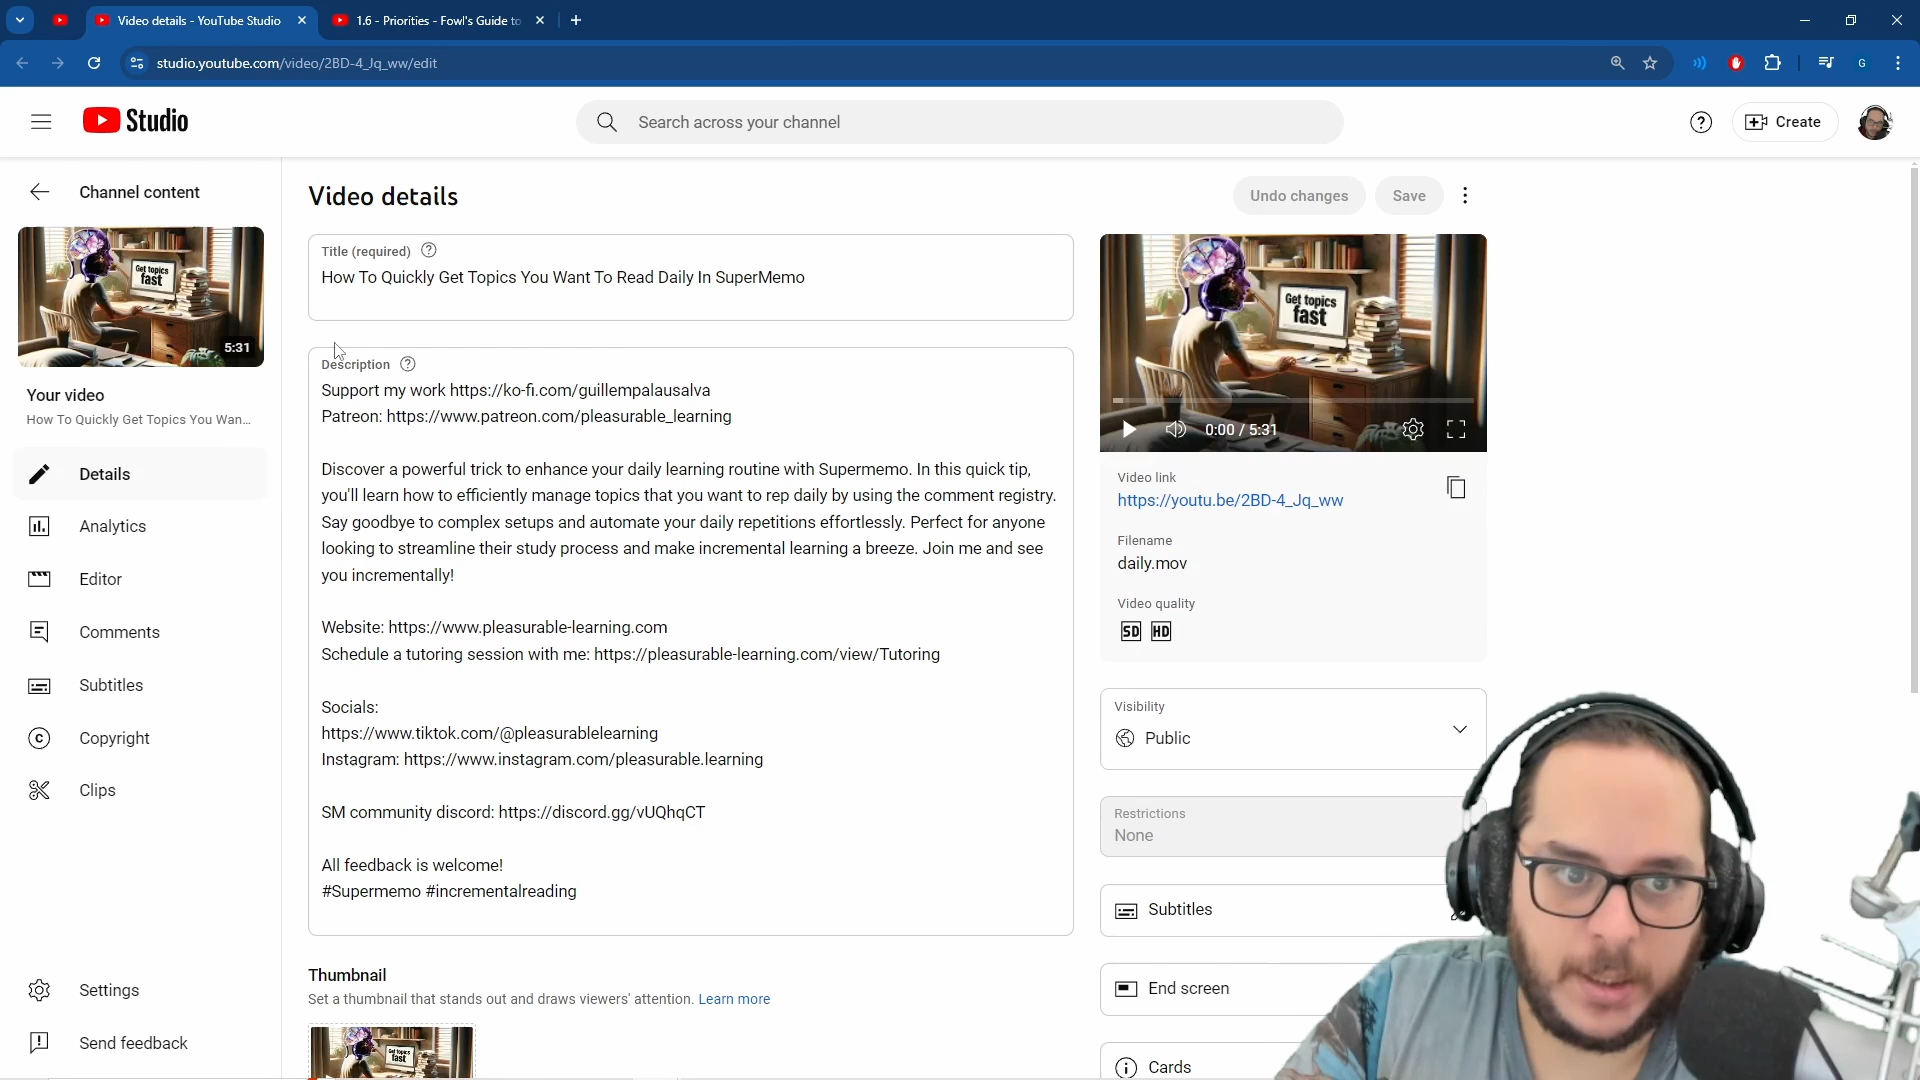 Video details - YouTube Studio
1.6 - Priorities - Fowl's Guide to
studio.youtube.com/video/2BD-4_Jq_ww/edit
G
Studio
Search across your channel
Create
Channel content
Get topics
fast
5:31
Your video
How To Quickly Get Topics You Wan...
Details
Analytics
Editor
Comments
Subtitles
Copyright
Clips
Settings
Send feedback
Video details
Undo changes
Save
Title (required)
How To Quickly Get Topics You Want To Read Daily In SuperMemo
Description
Support my work https://ko-fi.com/guillempalausalva
Patreon: https://www.patreon.com/pleasurable_learning
Discover a powerful trick to enhance your daily learning routine with Supermemo. In this quick tip,
you'll learn how to efficiently manage topics that you want to rep daily by using the comment registry.
Say goodbye to complex setups and automate your daily repetitions effortlessly. Perfect for anyone
looking to streamline their study process and make incremental learning a breeze. Join me and see
you incrementally!
Website: https://www.pleasurable-learning.com
Schedule a tutoring session with me: https://pleasurable-learning.com/view/Tutoring
Socials:
https://www.tiktok.com/@pleasurablelearning
Instagram: https://www.instagram.com/pleasurable.learning
SM community discord: https://discord.gg/vUQhqCT
All feedback is welcome!
#Supermemo #incrementalreading
Thumbnail
Set a thumbnail that stands out and draws viewers' attention. Learn more
Get topics
fast
Get topics
fast
0:00 / 5:31
Video link
https://youtu.be/2BD-4_Jq_ww
Filename
daily.mov
Video quality
SD HD
Visibility
Public
Restrictions
None
Subtitles
End screen
Cards